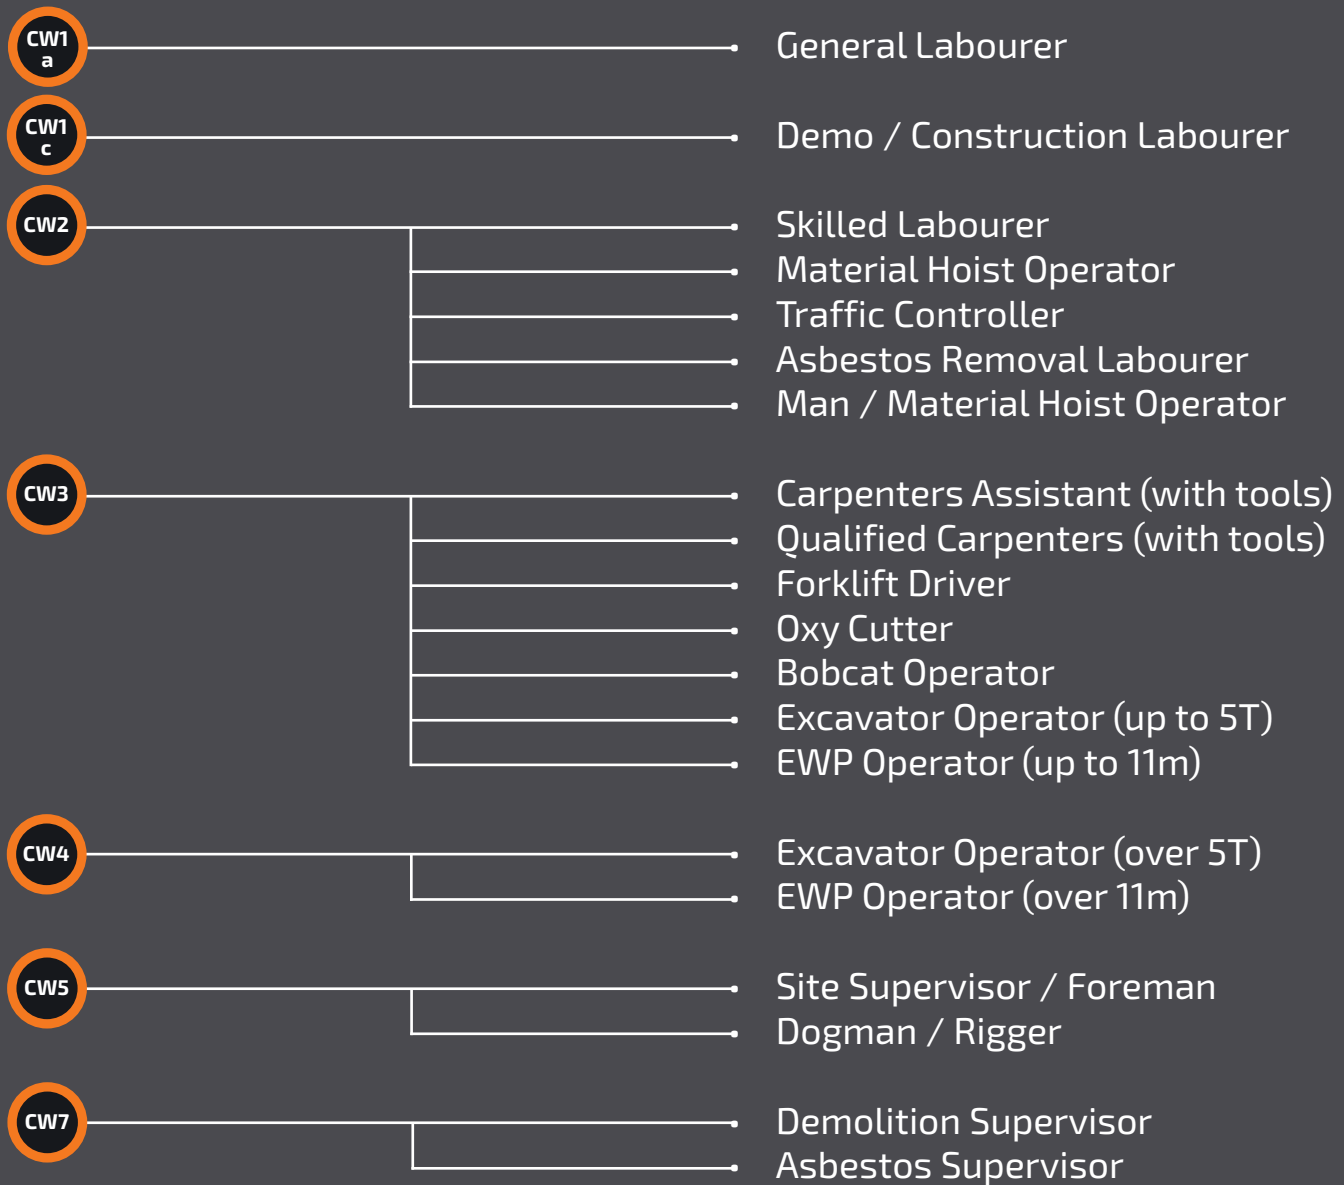 CW1
a
General Labourer
CW1
c
Demo / Construction Labourer
CW2
Skilled Labourer
Material Hoist Operator
Traffic Controller
Asbestos Removal Labourer
Man / Material Hoist Operator
CW3
Carpenters Assistant (with tools)
Qualified Carpenters (with tools)
Forklift Driver
Oxy Cutter
Bobcat Operator
Excavator Operator (up to 5T)
EWP Operator (up to 11m)
CW4
Excavator Operator (over 5T)
EWP Operator (over 11m)
CW5
Site Supervisor / Foreman
Dogman / Rigger
CW7
Demolition Supervisor
Asbestos Supervisor